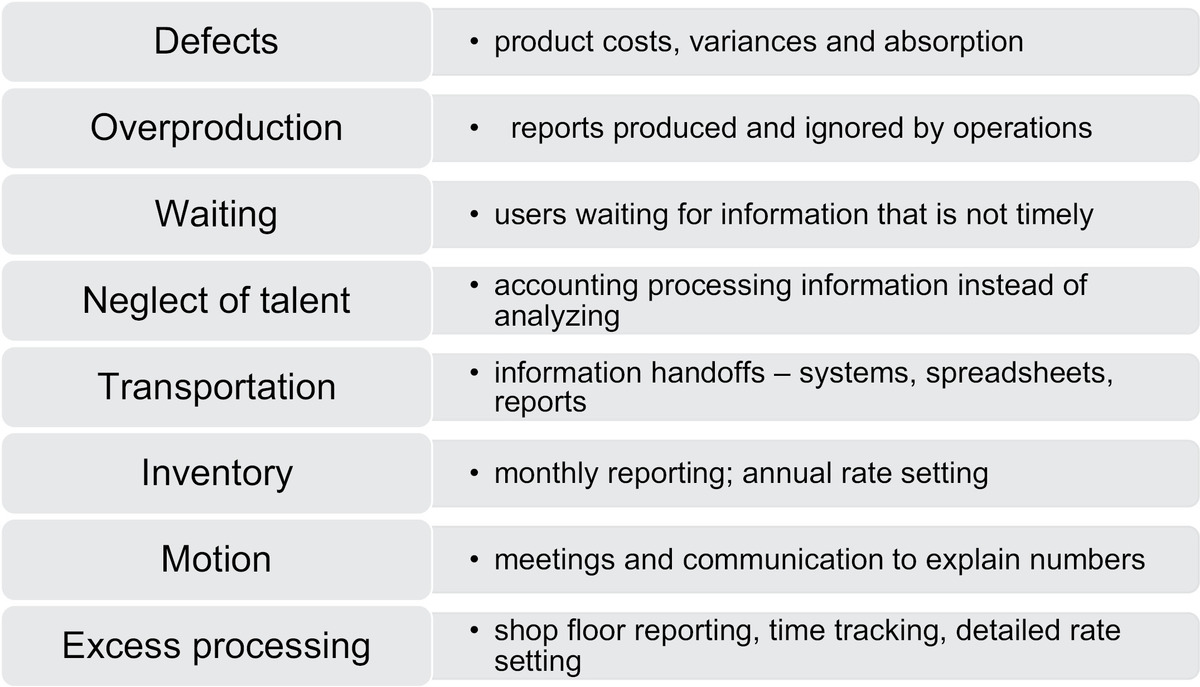 Defects
• product costs, variances and absorption
Overproduction
• reports produced and ignored by operations
Waiting
• users waiting for information that is not timely
Neglect of talent
• accounting processing information instead of
analyzing
Transportation
• information handoffs – systems, spreadsheets,
reports
Inventory
• monthly reporting; annual rate setting
Motion
• meetings and communication to explain numbers
Excess processing
• shop floor reporting, time tracking, detailed rate
setting